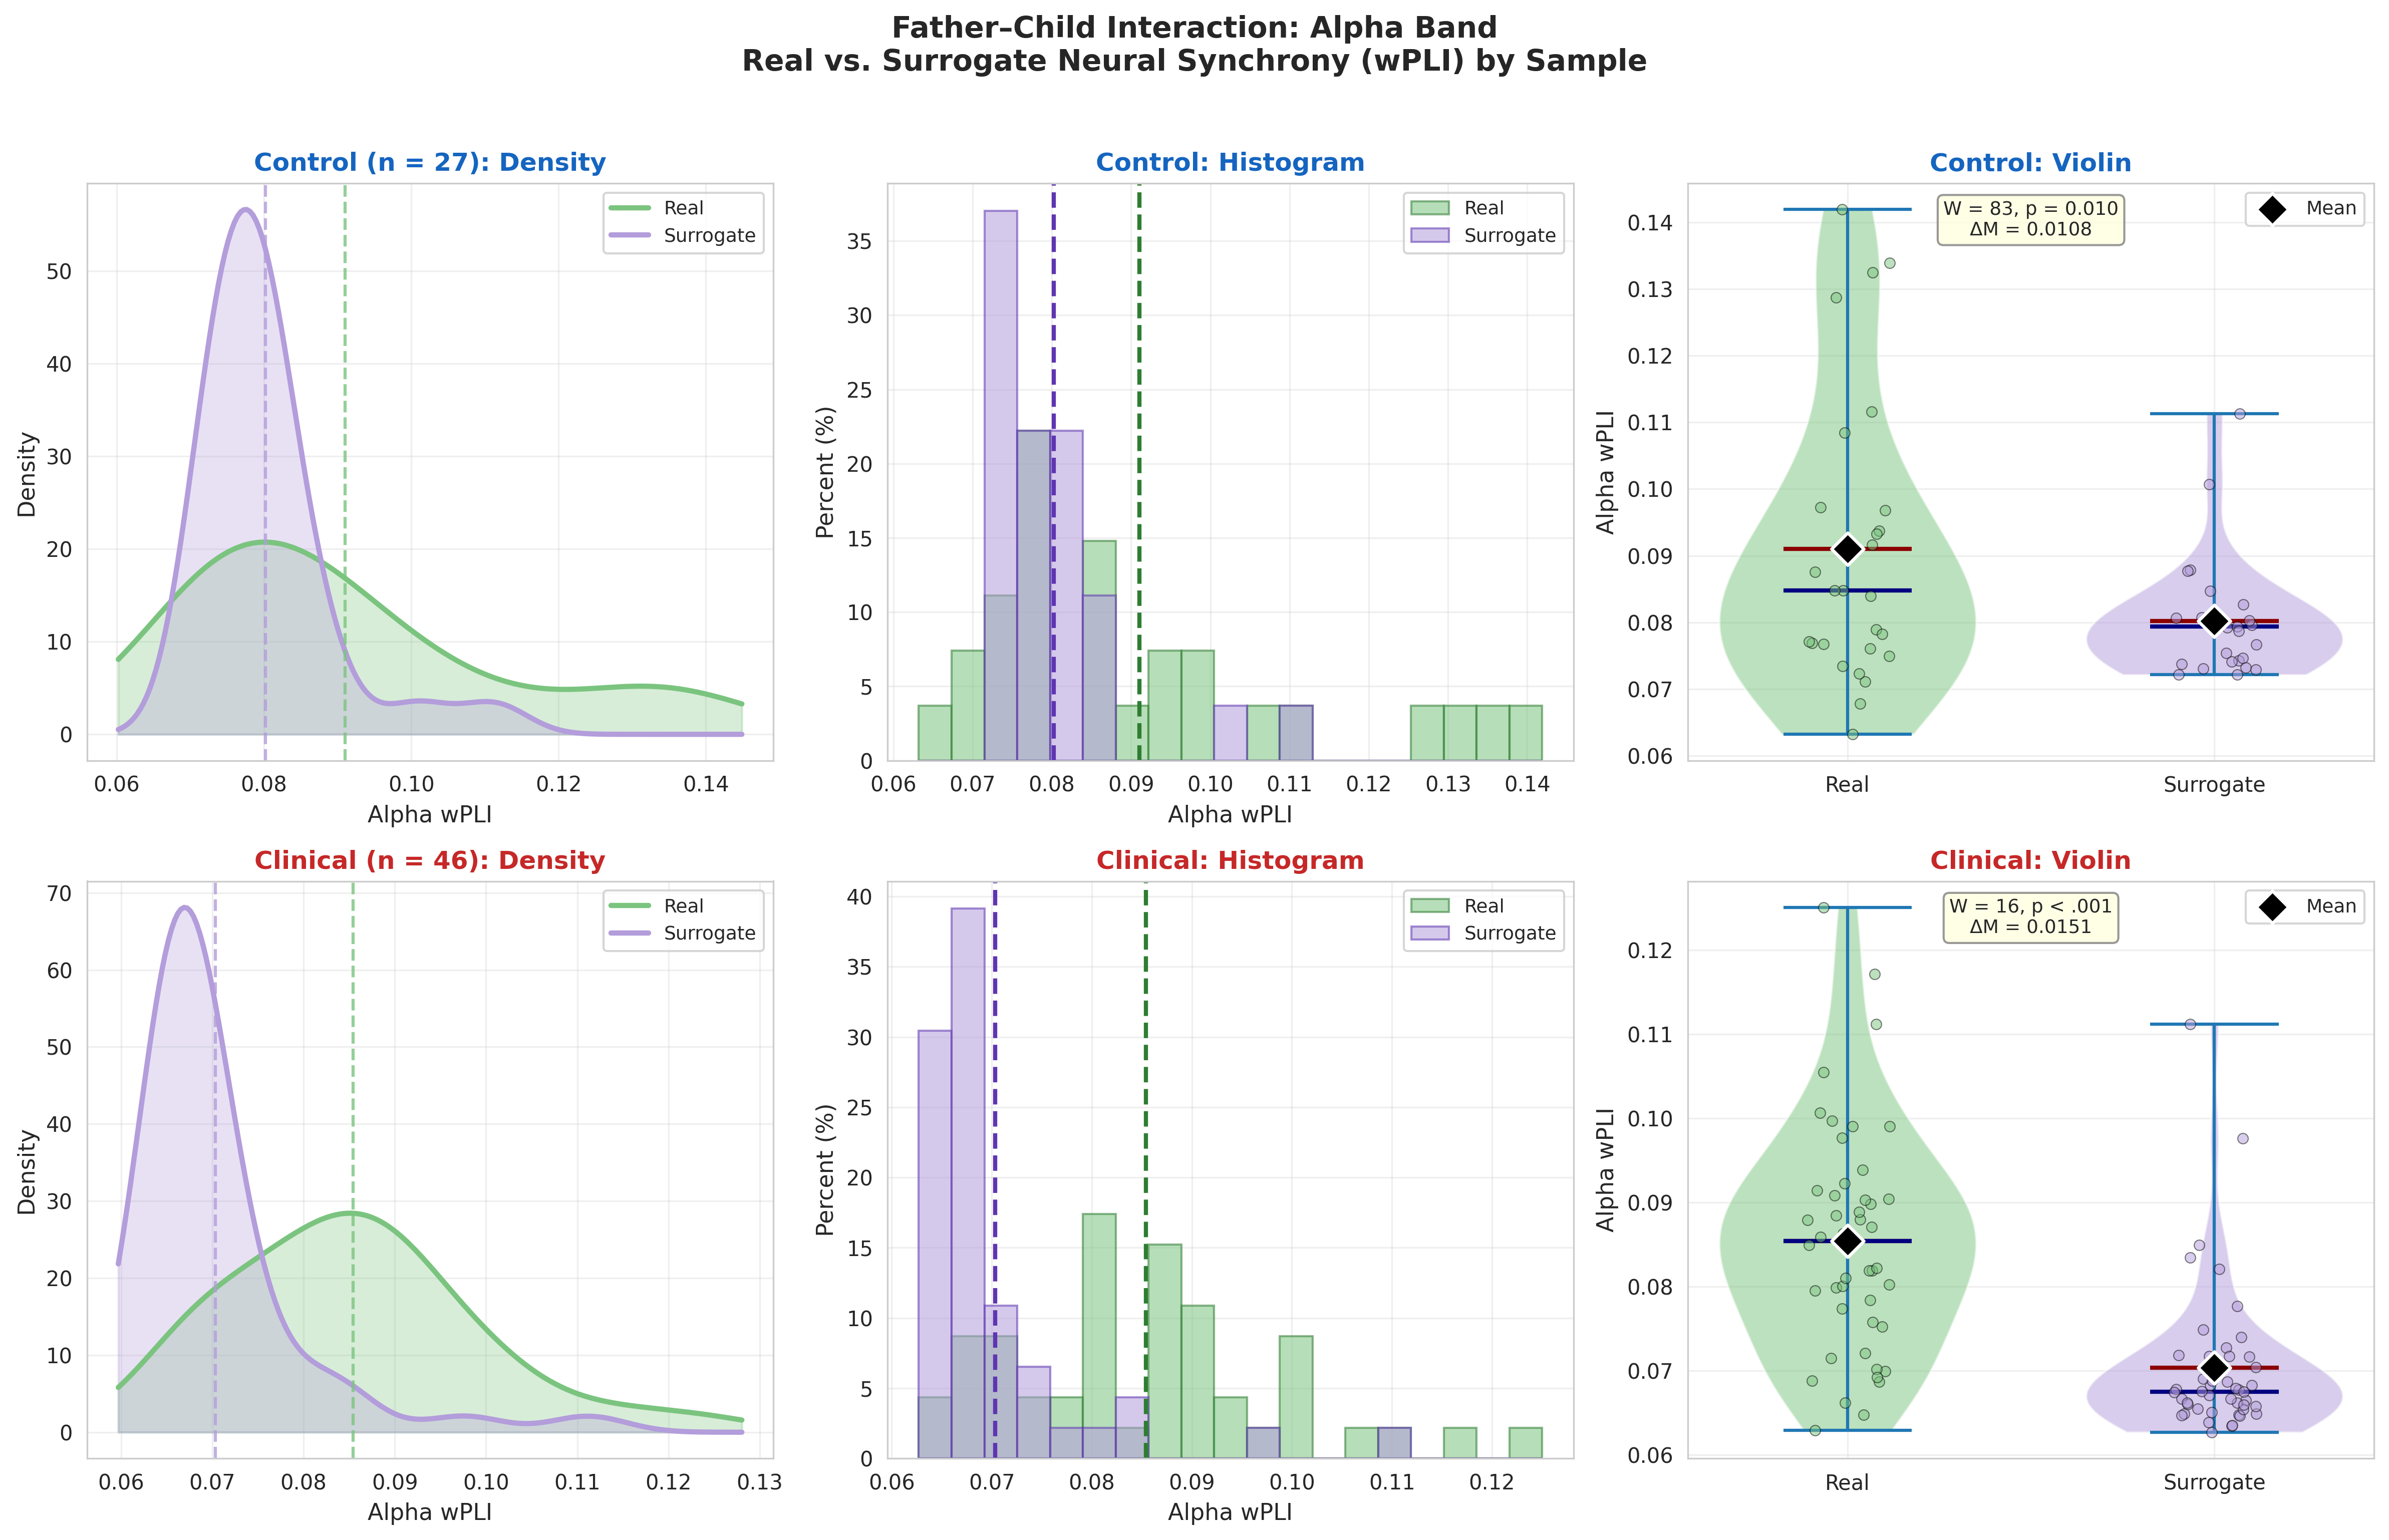 Father–Child Interaction: Alpha Band
Real vs. Surrogate Neural Synchrony (wPLI) by Sample
Control (n = 27): Density
Real
Surrogate
Density
50
40
30
20
10
0
0.06 0.08 0.10 0.12 0.14
Alpha wPLI
Control: Histogram
Real
Surrogate
Percent (%)
35
30
25
20
15
10
5
0
0.06 0.07 0.08 0.09 0.10 0.11 0.12 0.13 0.14
Alpha wPLI
Control: Violin
W = 83, p = 0.010
ΔM = 0.0108
Mean
Alpha wPLI
0.14
0.13
0.12
0.11
0.10
0.09
0.08
0.07
0.06
Real Surrogate
Clinical (n = 46): Density
Real
Surrogate
Density
70
60
50
40
30
20
10
0
0.06 0.07 0.08 0.09 0.10 0.11 0.12 0.13
Alpha wPLI
Clinical: Histogram
Real
Surrogate
Percent (%)
40
35
30
25
20
15
10
5
0
0.06 0.07 0.08 0.09 0.10 0.11 0.12
Alpha wPLI
Clinical: Violin
W = 16, p < .001
ΔM = 0.0151
Mean
Alpha wPLI
0.12
0.11
0.10
0.09
0.08
0.07
0.06
Real Surrogate